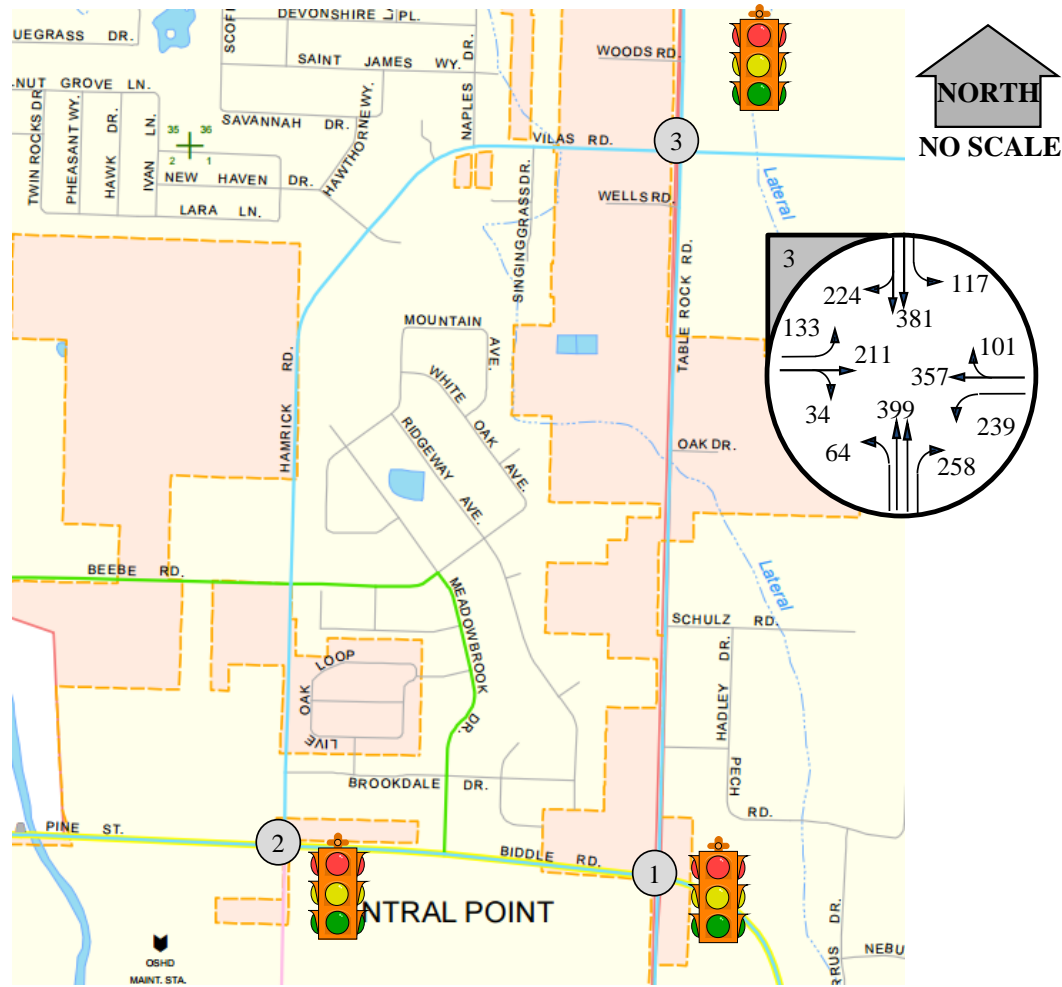 DEVONSHIRE PL.
UEGRASS DR.
SCOFI
SAINT JAMES WY.
WOODS RD.
NORTH
NO SCALE
NUT GROVE LN.
NAPLES DR.
SAVANNAH DR.
HAWTHORNE WY.
TWIN ROCKS DR.
PHEASANT WY.
HAWK DR.
IVAN LN.
35 36
2 1
NEW HAVEN DR.
LARA LN.
VILAS RD.
3
WELLS RD.
Lateral
SINGINGGRASS DR.
TABLE ROCK RD.
3
117
224
381
133
211
101
357
34
399
239
64
258
MOUNTAIN AVE.
WHITE OAK AVE.
RIDGEWAY AVE.
HAMRICK RD.
OAK DR.
BEEBE RD.
MEADOWBROOK DR.
Lateral
SCHULZ RD.
HADLEY DR.
LIVE OAK LOOP
PECH RD.
BROOKDALE DR.
PINE ST.
2
BIDDLE RD.
1
NTRAL POINT
OSHD
MAINT. STA.
RRUS DR.
NEBU